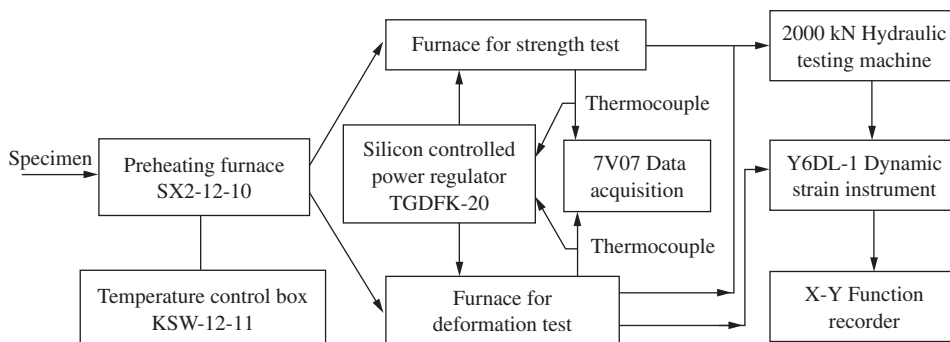 Specimen
Preheating furnace
SX2-12-10
Temperature control box
KSW-12-11
Furnace for strength test
Silicon controlled
power regulator
TGDFK-20
Thermocouple
7V07 Data
acquisition
Thermocouple
Furnace for
deformation test
2000 kN Hydraulic
testing machine
Y6DL-1 Dynamic
strain instrument
X-Y Function
recorder